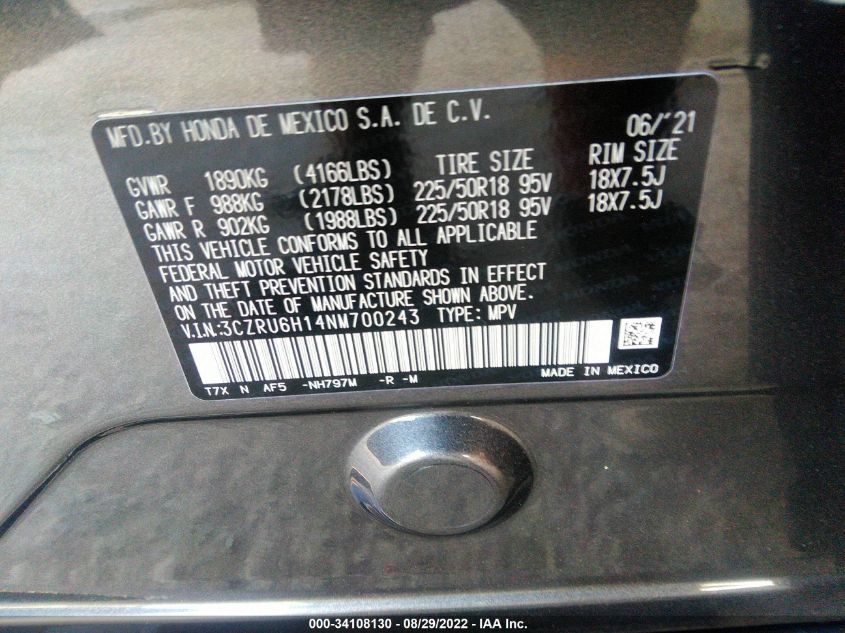 MFD.BY HONDA DE MEXICO S.A. DE C.V. 06/'21
GVWR 1890KG (4166LBS) TIRE SIZE RIM SIZE
GAWR F 988KG (2178LBS) 225/50R18 95V 18X7.5J
GAWR R 902KG (1988LBS) 225/50R18 95V 18X7.5J
THIS VEHICLE CONFORMS TO ALL APPLICABLE
FEDERAL MOTOR VEHICLE SAFETY
AND THEFT PREVENTION STANDARDS IN EFFECT
ON THE DATE OF MANUFACTURE SHOWN ABOVE.
V.I.N.:3CZRU6H14NM700243 TYPE: MPV
T7X N AF5 -NH797M -R -M MADE IN MEXICO
000-34108130 - 08/29/2022 - IAA Inc.